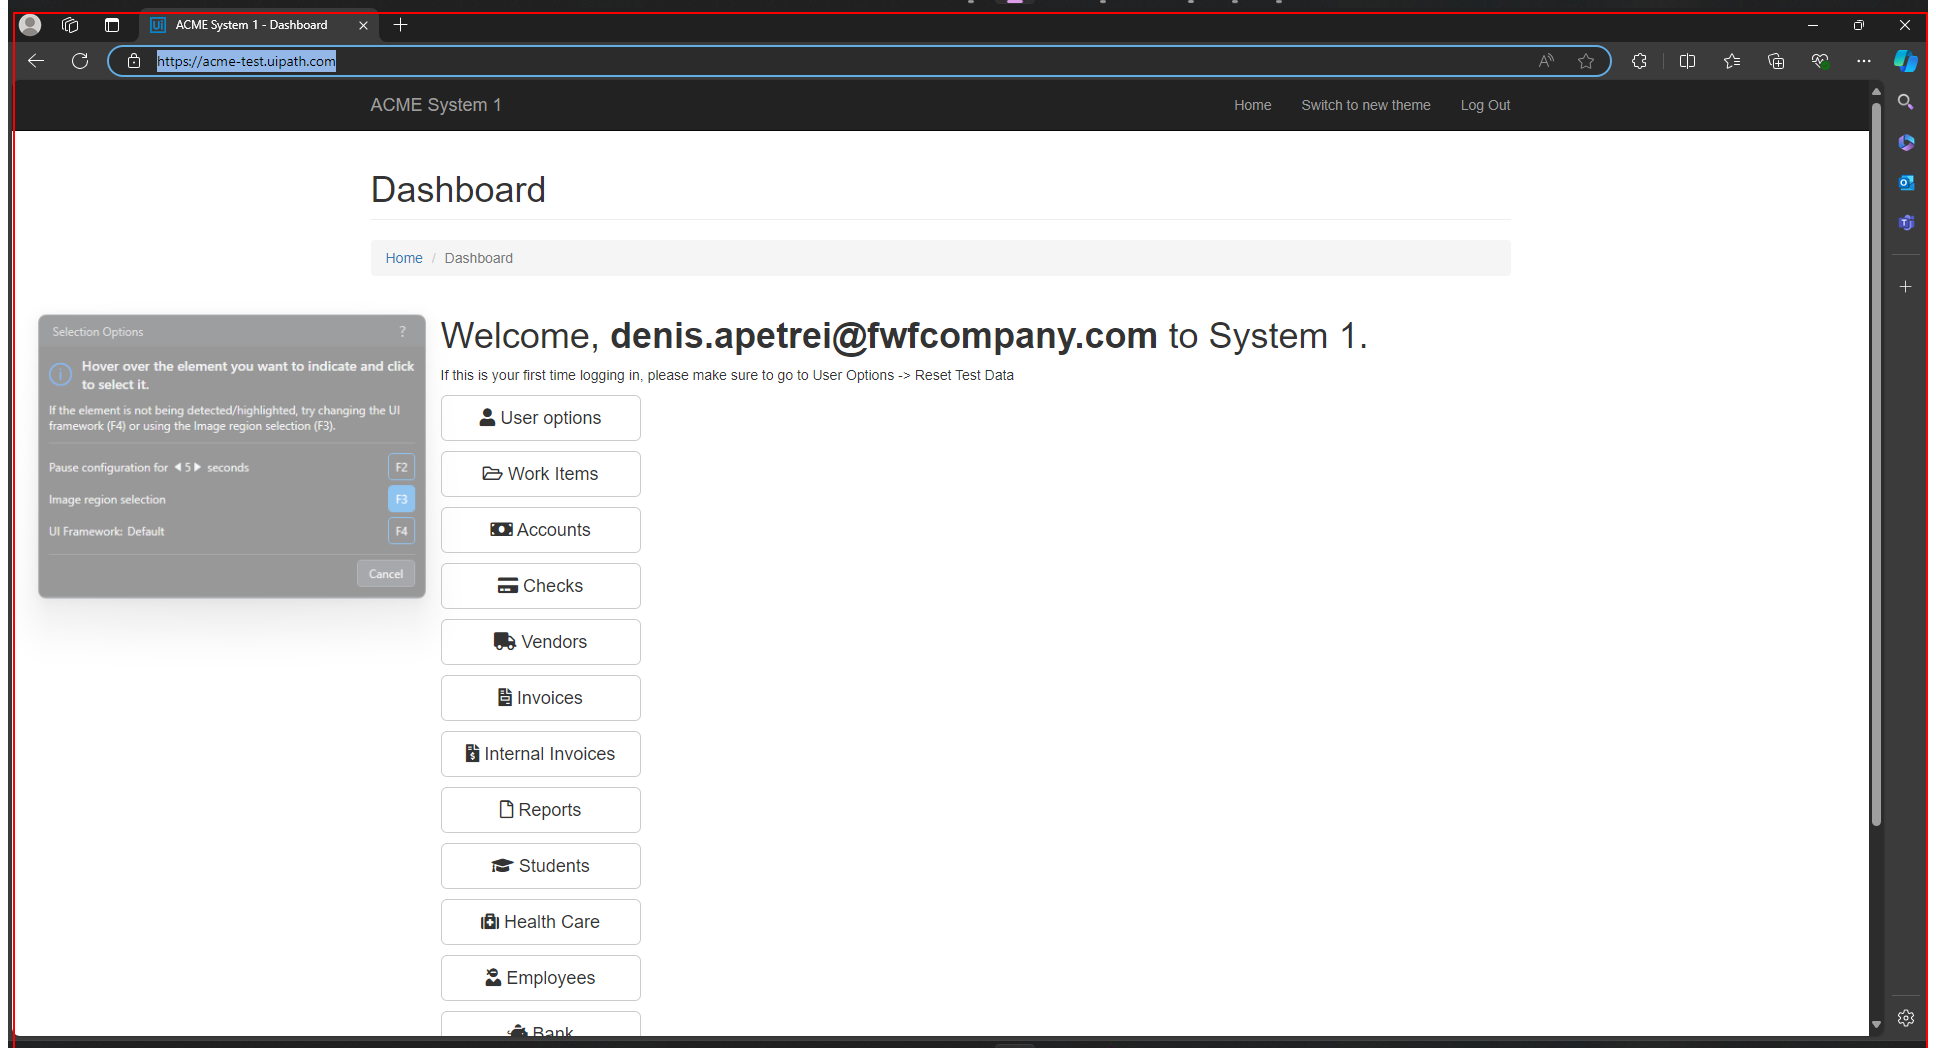 Ui ACME System 1 - Dashboard
https://acme-test.uipath.com
ACME System 1
Home
Switch to new theme
Log Out
Dashboard
Home / Dashboard
Selection Options ?
Hover over the element you want to indicate and click
to select it.
If the element is not being detected/highlighted, try changing the UI
framework (F4) or using the Image region selection (F3).
Pause configuration for 5 seconds F2
Image region selection F3
UI Framework: Default F4
Cancel
Welcome, denis.apetrei@fwfcompany.com to System 1.
If this is your first time logging in, please make sure to go to User Options -> Reset Test Data
User options
Work Items
Accounts
Checks
Vendors
Invoices
Internal Invoices
Reports
Students
Health Care
Employees
Bank